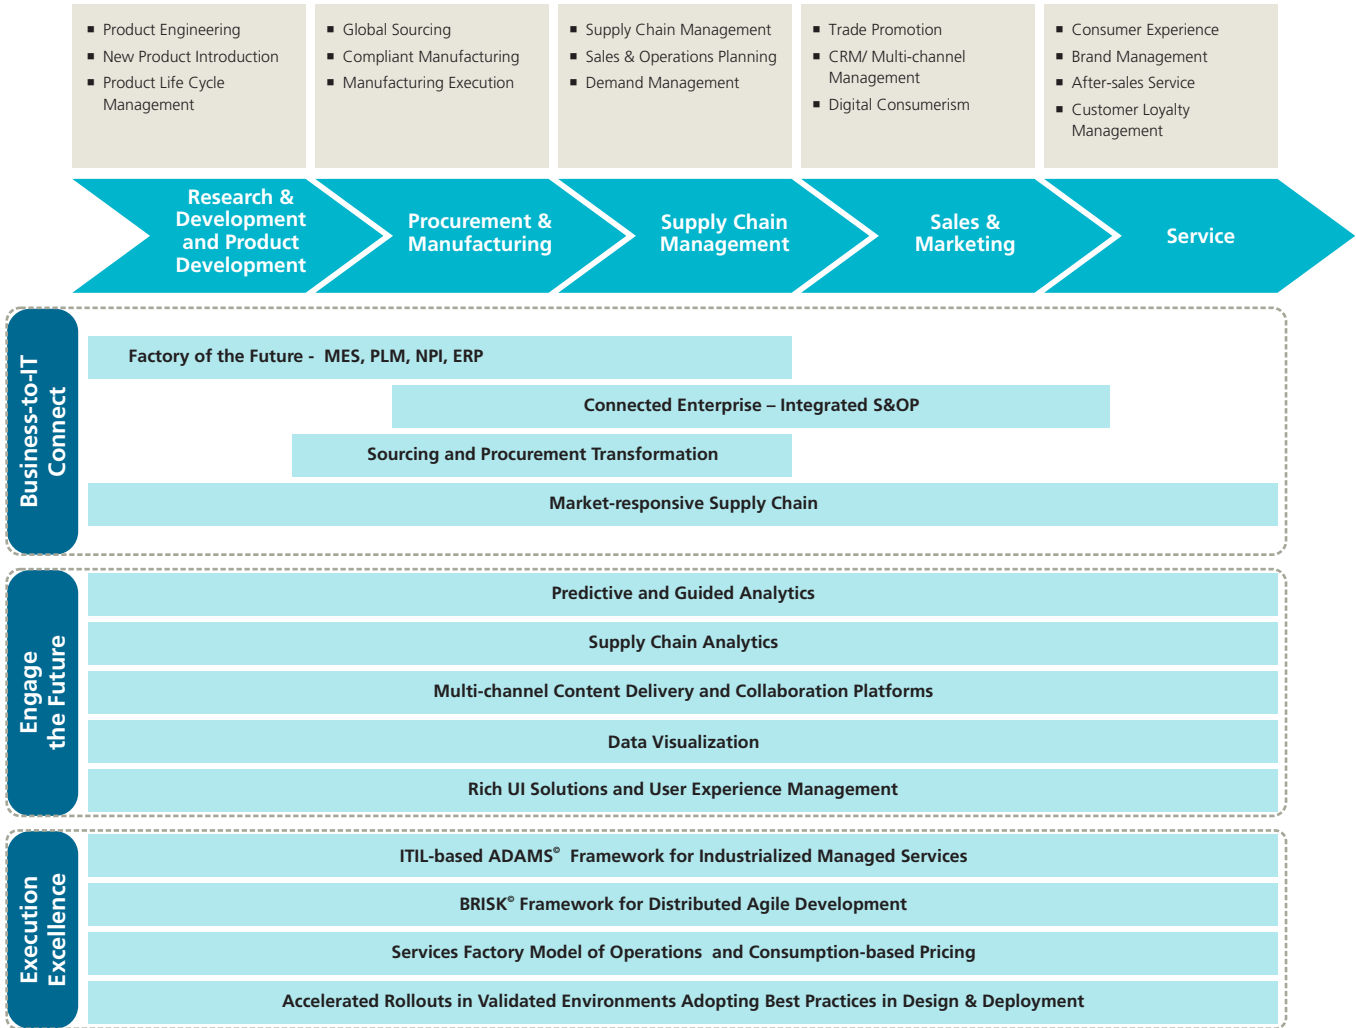 ▪ Product Engineering
▪ New Product Introduction
▪ Product Life Cycle
Management
▪ Global Sourcing
▪ Compliant Manufacturing
▪ Manufacturing Execution
▪ Supply Chain Management
▪ Sales & Operations Planning
▪ Demand Management
▪ Trade Promotion
▪ CRM/ Multi-channel
Management
▪ Digital Consumerism
▪ Consumer Experience
▪ Brand Management
▪ After-sales Service
▪ Customer Loyalty
Management
Research &
Development
and Product
Development
Procurement &
Manufacturing
Supply Chain
Management
Sales &
Marketing
Service
Business-to-IT
Connect
Factory of the Future - MES, PLM, NPI, ERP
Connected Enterprise – Integrated S&OP
Sourcing and Procurement Transformation
Market-responsive Supply Chain
Engage
the Future
Predictive and Guided Analytics
Supply Chain Analytics
Multi-channel Content Delivery and Collaboration Platforms
Data Visualization
Rich UI Solutions and User Experience Management
Execution
Excellence
ITIL-based ADAMS© Framework for Industrialized Managed Services
BRISK© Framework for Distributed Agile Development
Services Factory Model of Operations and Consumption-based Pricing
Accelerated Rollouts in Validated Environments Adopting Best Practices in Design & Deployment